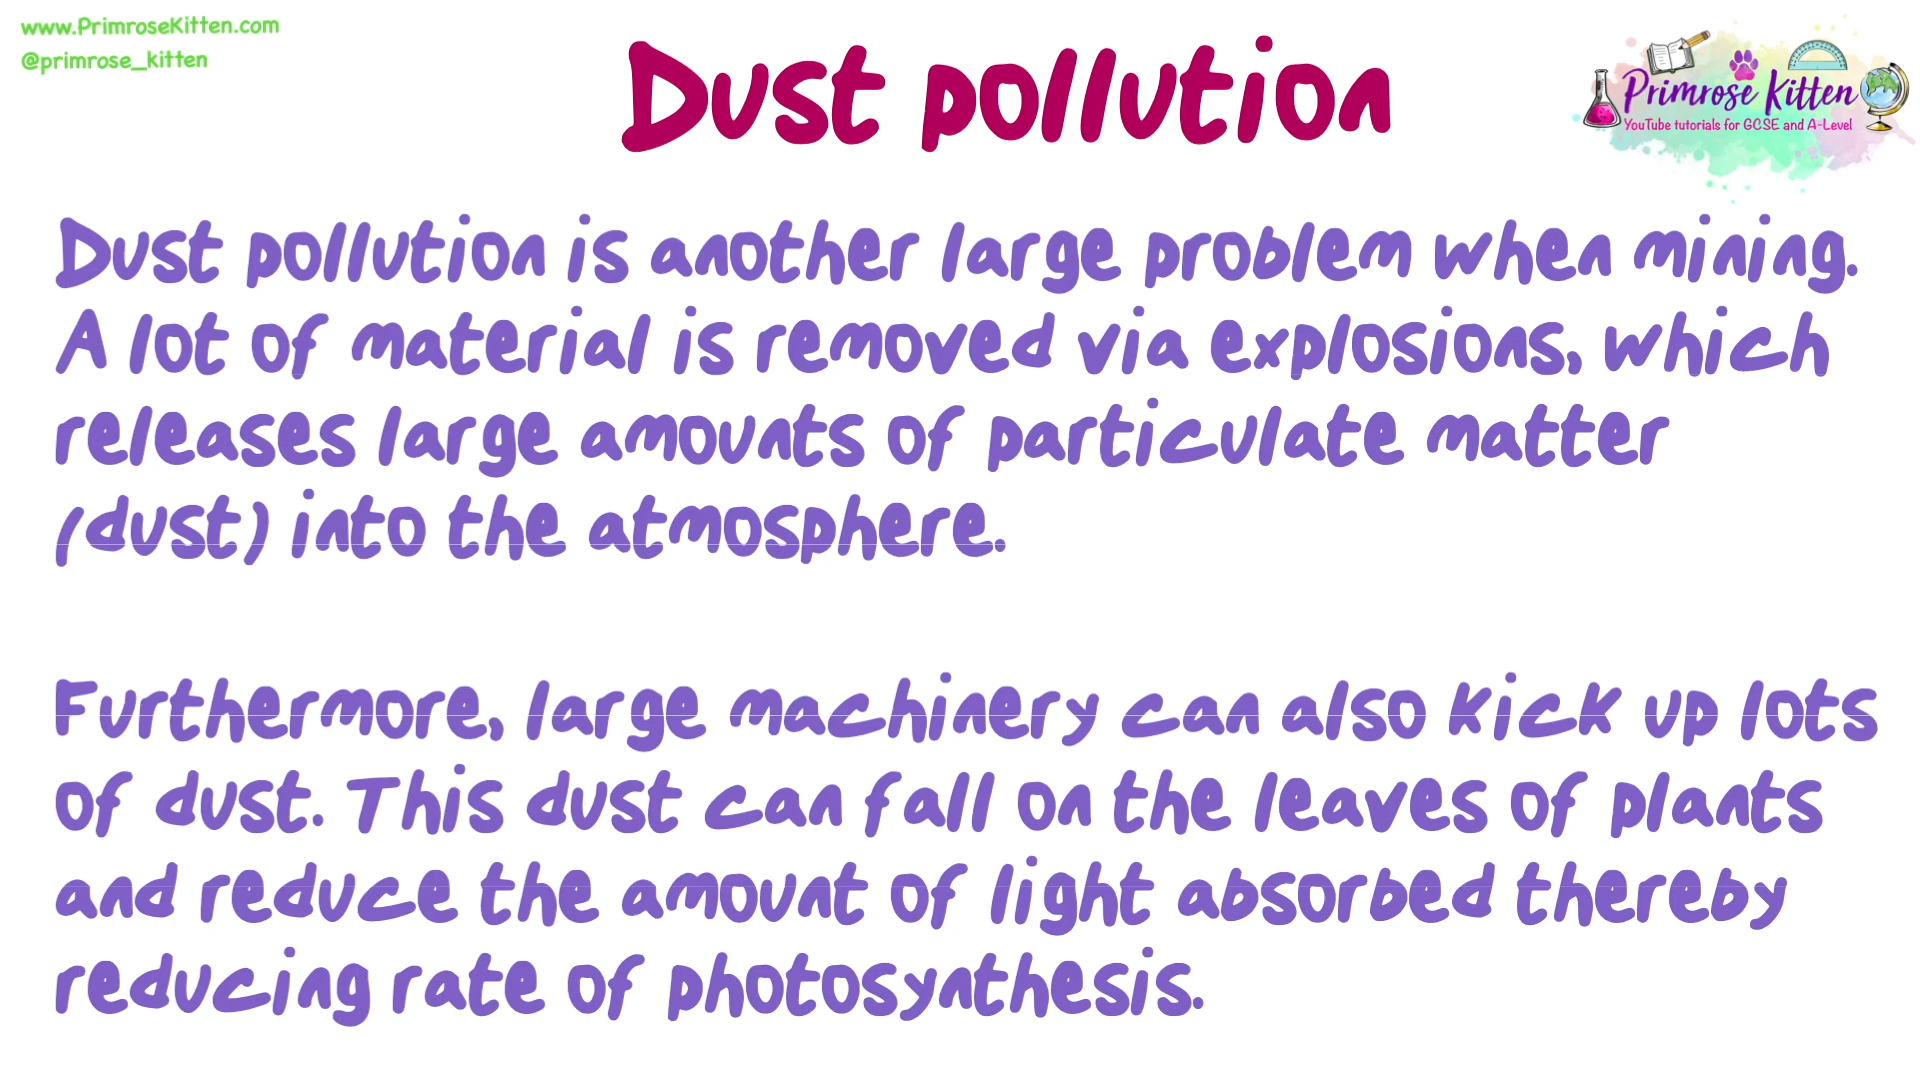 www.PrimroseKitten.com
@primrose_kitten
Dust pollution
Primrose Kitten
YouTube tutorials for GCSE and A-Level
Dust pollution is another large problem when mining.
A lot of material is removed via explosions, which
releases large amounts of particulate matter
(dust) into the atmosphere.
Furthermore, large machinery can also kick up lots
of dust. This dust can fall on the leaves of plants
and reduce the amount of light absorbed thereby
reducing rate of photosynthesis.